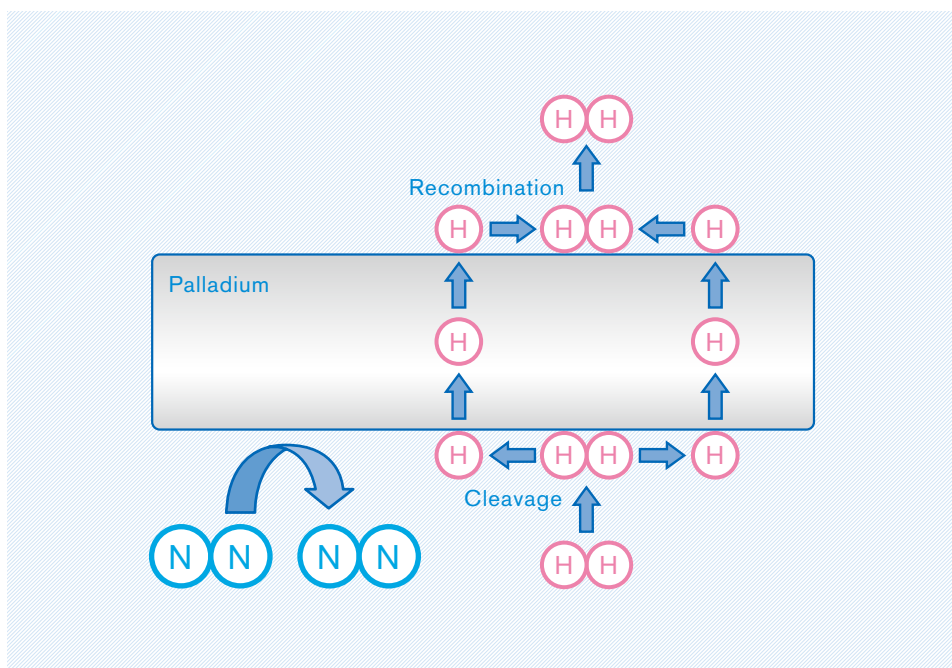 H H
Recombination
H H H H
Palladium
H H
H H H H
Cleavage
N N N N H H